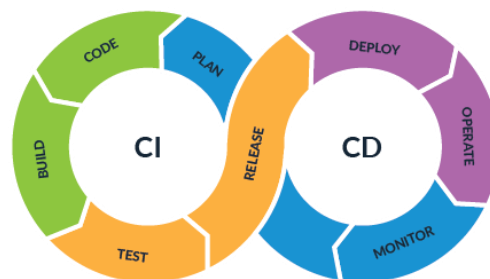 PLAN
CODE
BUILD
TEST
RELEASE
DEPLOY
OPERATE
MONITOR
CI
CD